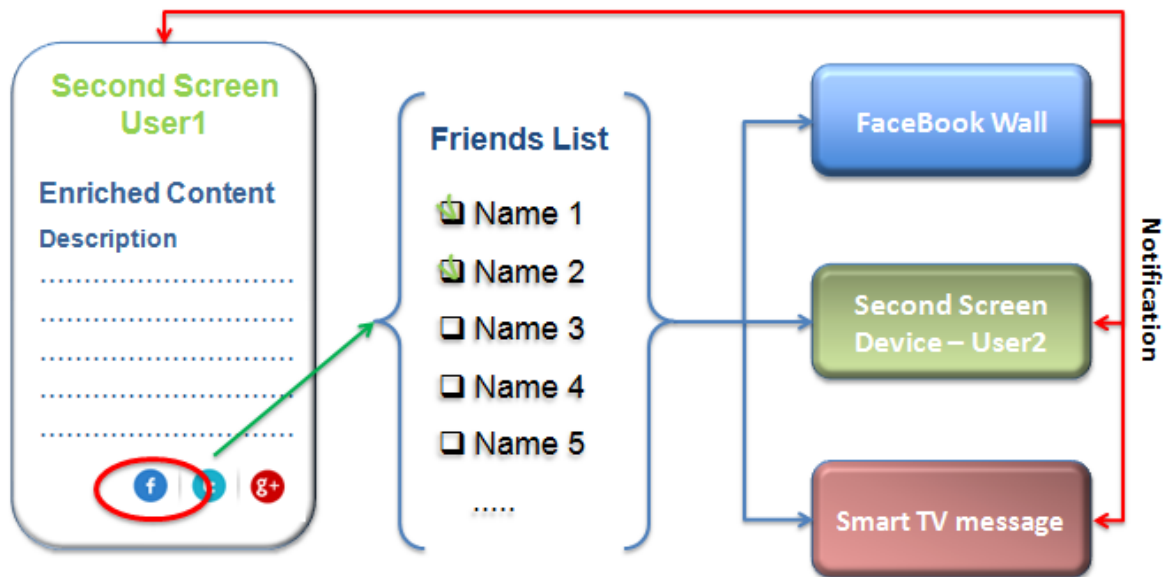 Second Screen
User1
Enriched Content
Description
................................
................................
................................
................................
................................
f
g+
Friends List
Name 1
Name 2
Name 3
Name 4
Name 5
.....
FaceBook Wall
Second Screen
Device – User2
Smart TV message
Notification